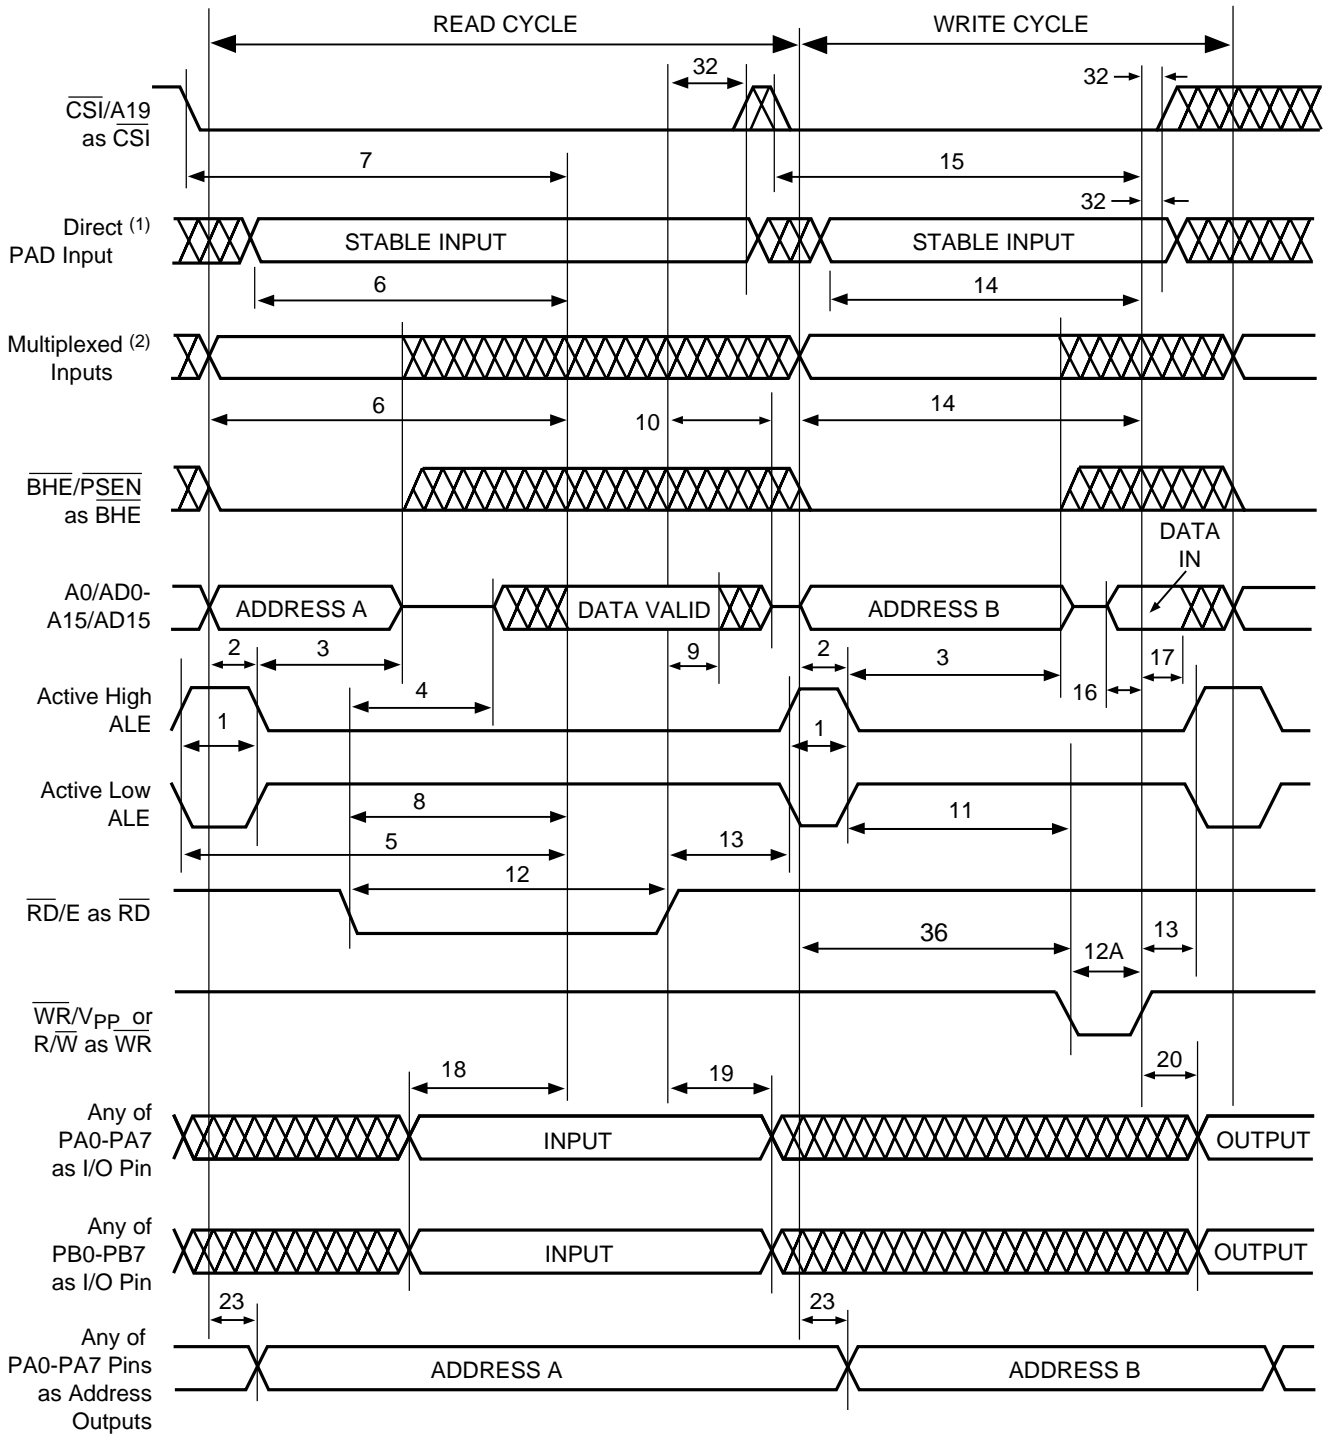 READ CYCLE
WRITE CYCLE
32
32
CSI/A19
as CSI
7
15
32
Direct (1)
PAD Input
STABLE INPUT
STABLE INPUT
6
14
Multiplexed (2)
Inputs
6
10
14
BHE/PSEN
as BHE
DATA
IN
A0/AD0-
A15/AD15
ADDRESS A
DATA VALID
ADDRESS B
2
3
9
2
3
17
4
16
Active High
ALE
1
1
Active Low
ALE
8
11
5
13
12
RD/E as RD
36
13
12A
WR/VPP or
R/W as WR
18
19
20
Any of
PA0-PA7
as I/O Pin
INPUT
OUTPUT
Any of
PB0-PB7
as I/O Pin
INPUT
OUTPUT
23
23
Any of
PA0-PA7 Pins
as Address
Outputs
ADDRESS A
ADDRESS B